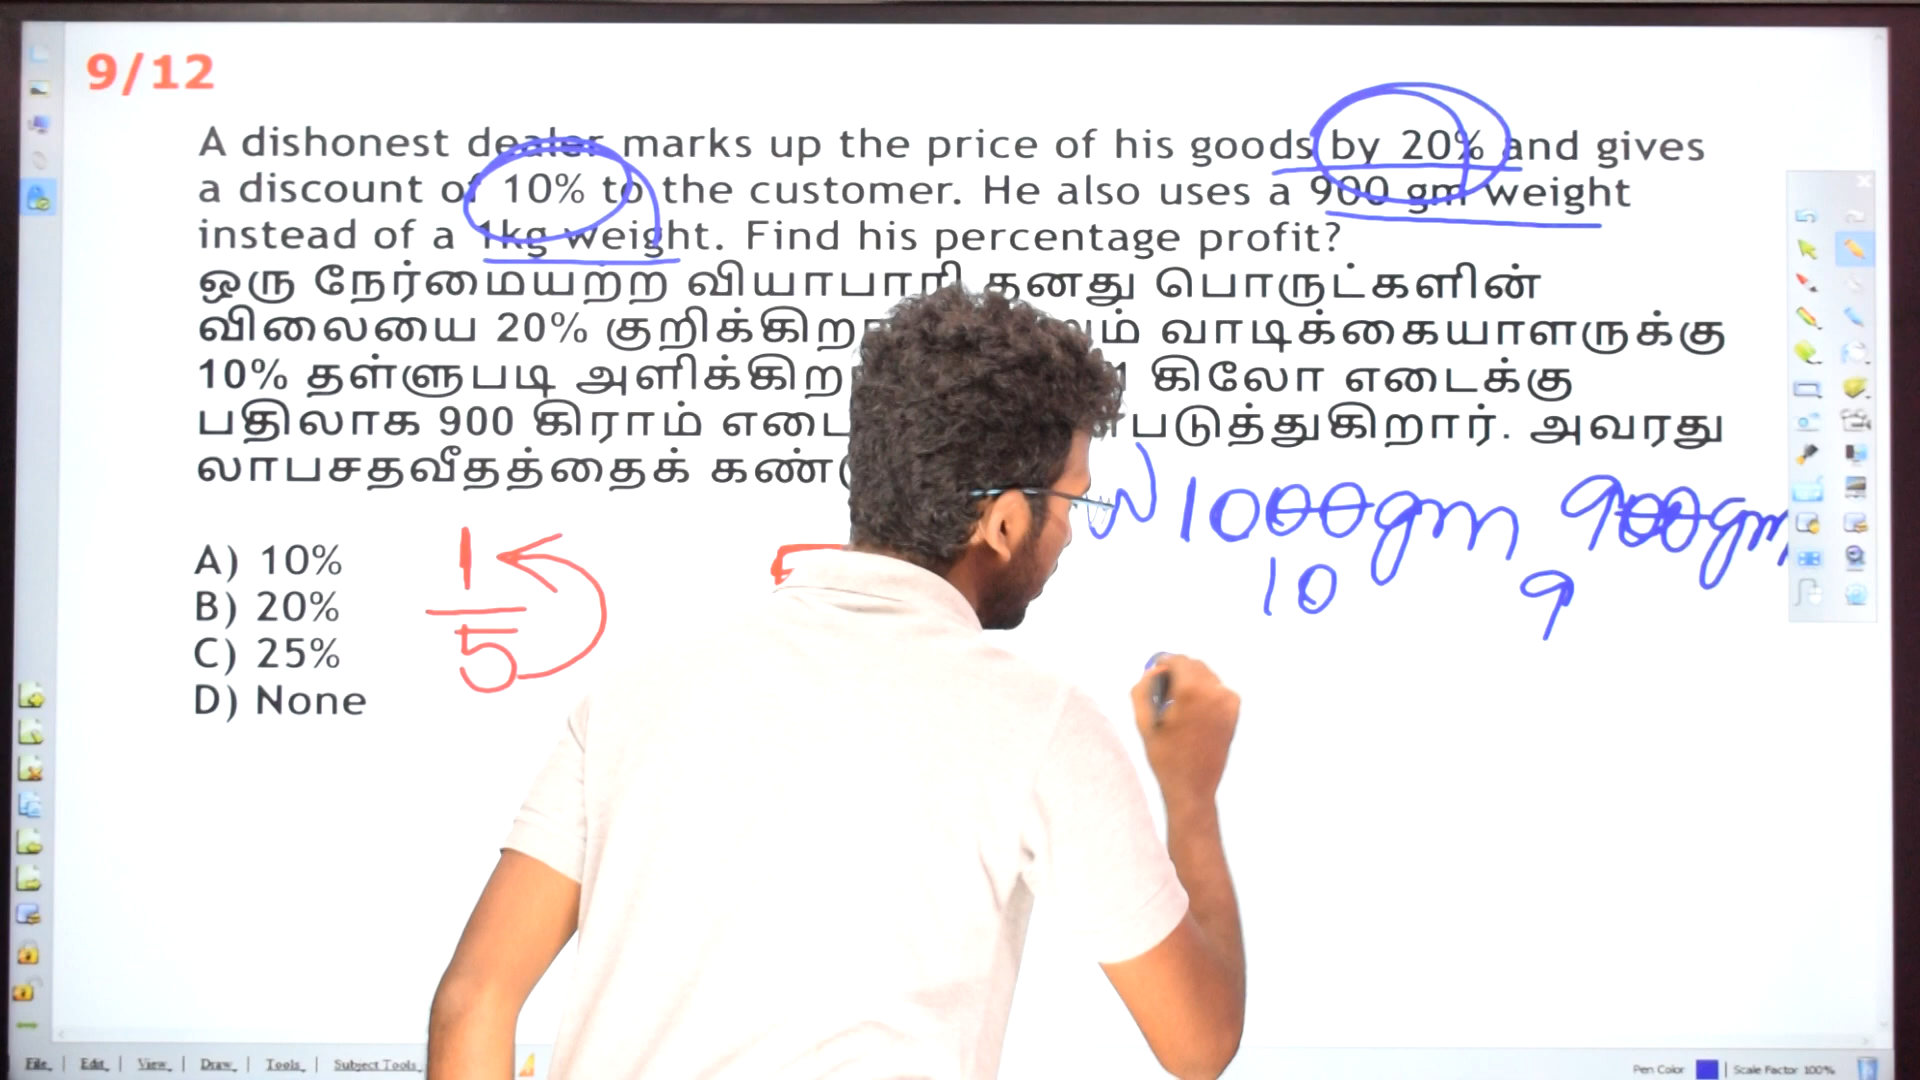 9/12
A dishonest dealer marks up the price of his goods by 20% and gives
a discount of 10% to the customer. He also uses a 900 gm weight
instead of a 1kg weight. Find his percentage profit?
ஒரு நேர்மையற்ற வியாபாரி தனது பொருட்களின்
விலையை 20% வாடிக்கையாளருக்கு
10% தள்ளுபடி 1 கிலோ எடைக்கு
பதிலாக 900 கிராம் அவரது
லாபசதவீதத்தைக்
1000gm 900gm
10 9
A) 10%
B) 20%
C) 25%
D) None
1
5
File Edit View Draw Tools Subject Tools Pen Color Scale Factor 100%